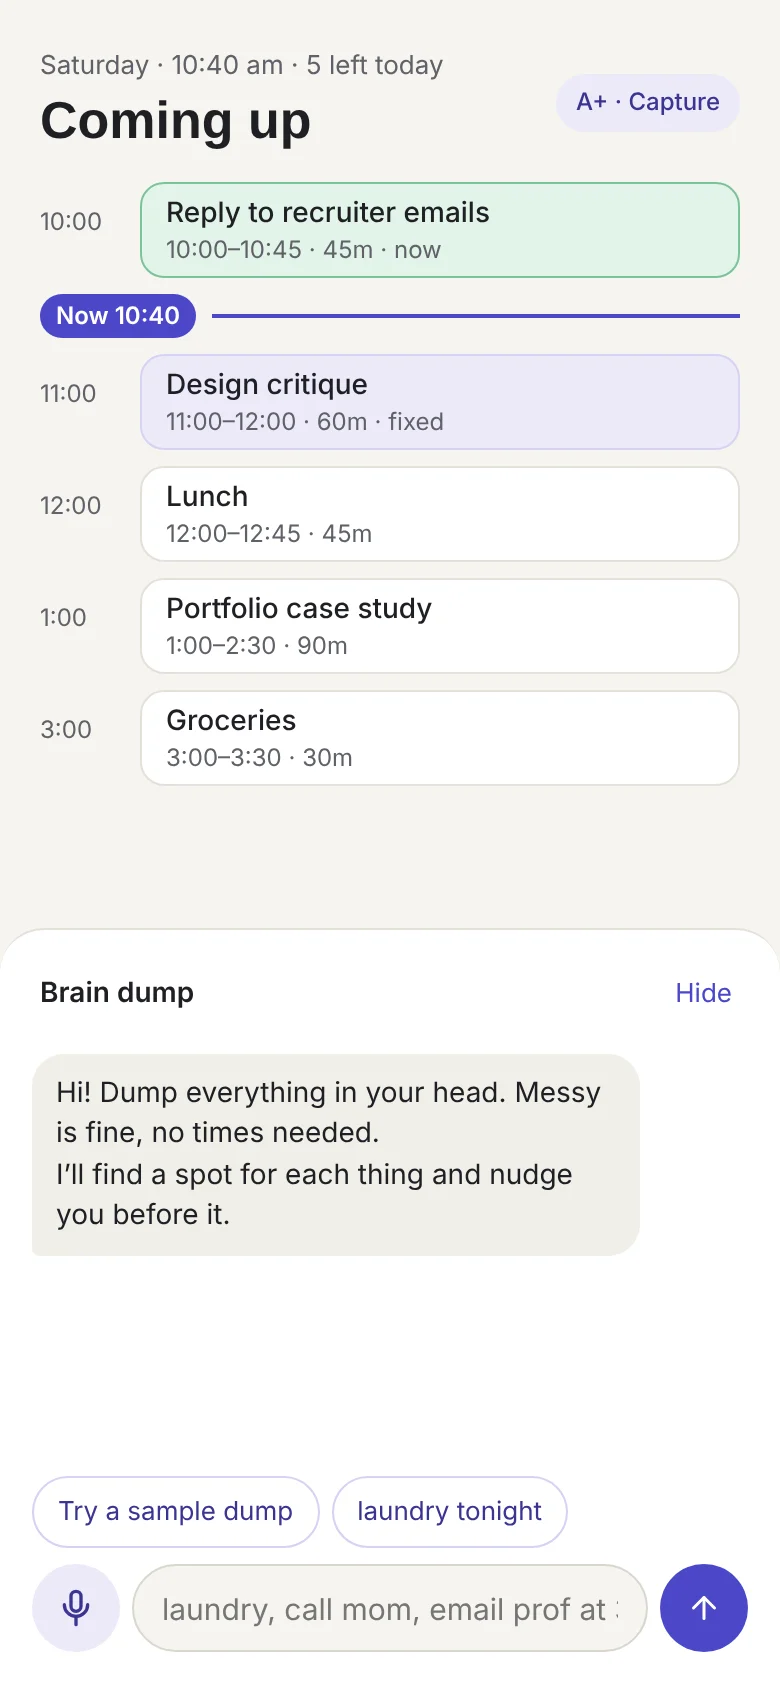 Saturday · 10:40 am · 5 left today
Coming up
A+ · Capture
10:00
Reply to recruiter emails
10:00–10:45 · 45m · now
Now 10:40
11:00
Design critique
11:00–12:00 · 60m · fixed
12:00
Lunch
12:00–12:45 · 45m
1:00
Portfolio case study
1:00–2:30 · 90m
3:00
Groceries
3:00–3:30 · 30m
Brain dump
Hide
Hi! Dump everything in your head. Messy
is fine, no times needed.
I’ll find a spot for each thing and nudge
you before it.
Try a sample dump
laundry tonight
laundry, call mom, email prof at